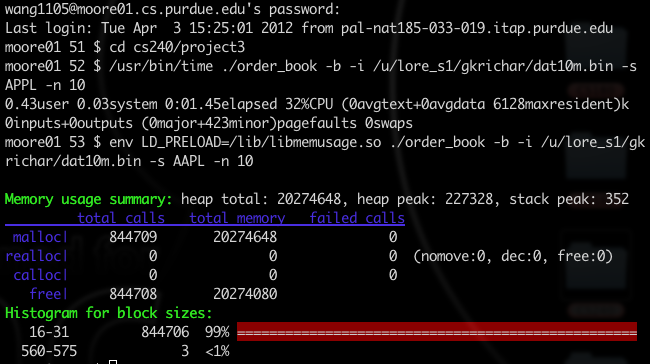 wang1105@moore01.cs.purdue.edu's password:
Last login: Tue Apr  3 15:25:01 2012 from pal-nat185-033-019.itap.purdue.edu
moore01 51 $ cd cs240/project3
moore01 52 $ /usr/bin/time ./order_book -b -i /u/lore_s1/gkrichar/dat10m.bin -s
APPL -n 10
0.43user 0.03system 0:01.45elapsed 32%CPU (0avgtext+0avgdata 6128maxresident)k
0inputs+0outputs (0major+423minor)pagefaults 0swaps
moore01 53 $ env LD_PRELOAD=/lib/libmemusage.so ./order_book -b -i /u/lore_s1/gk
richar/dat10m.bin -s AAPL -n 10
Memory usage summary: heap total: 20274648, heap peak: 227328, stack peak: 352
total calls   total memory   failed calls
malloc|     844709       20274648              0
realloc|          0              0              0  (nomove:0, dec:0, free:0)
calloc|          0              0              0
free|     844708       20274080
Histogram for block sizes:
16-31         844706  99% ==================================================
560-575             3  <1%